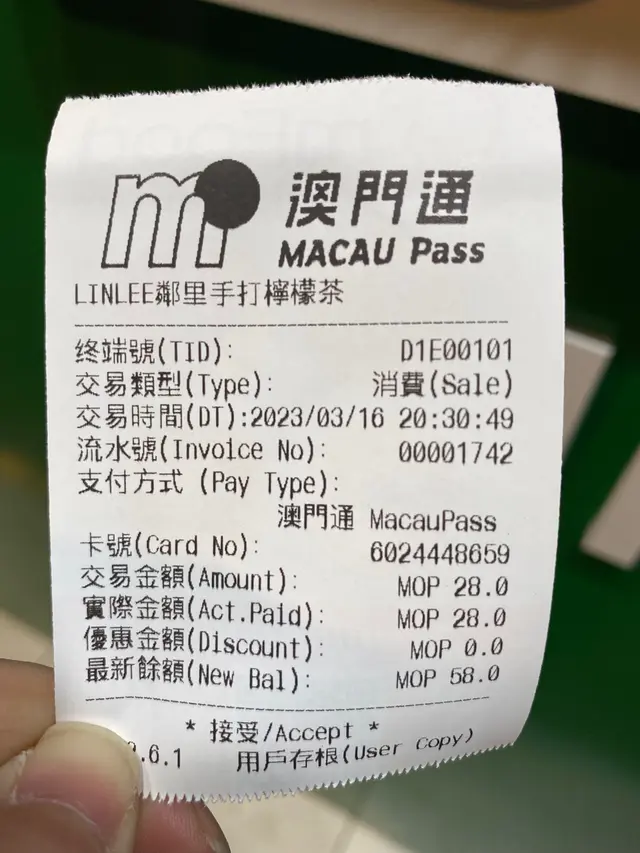 澳門通
MACAU Pass
LINLEE鄰里手打檸檬茶
终端號(TID): D1E00101
交易類型(Type): 消費(Sale)
交易時間(DT):2023/03/16 20:30:49
流水號(Invoice No): 00001742
支付方式 (Pay Type):
澳門通 MacauPass
卡號(Card No): 6024448659
交易金額(Amount): MOP 28.0
實際金額(Act.Paid): MOP 28.0
優惠金額(Discount): MOP 0.0
最新餘額(New Bal): MOP 58.0
* 接受/Accept *
.6.1 用戶存根(User Copy)